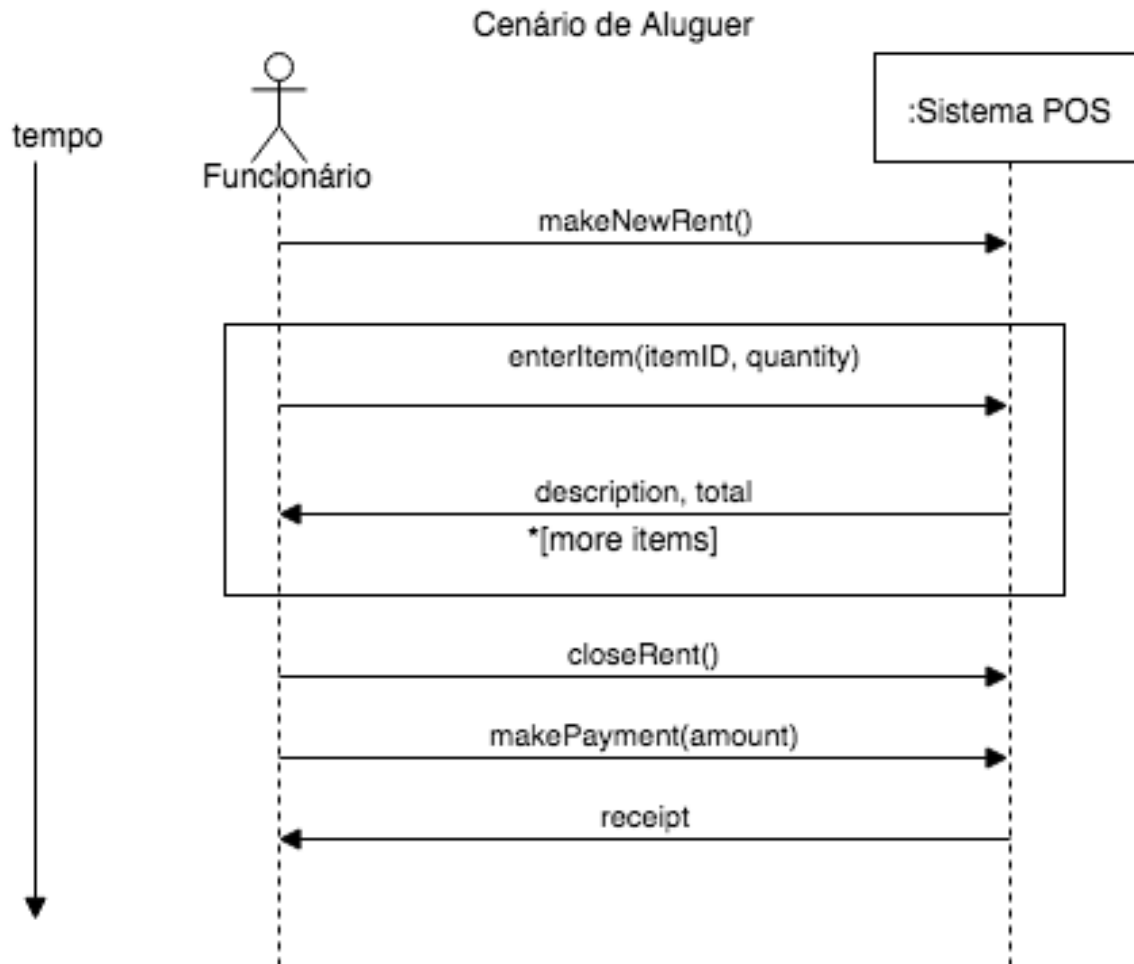 Cenário de Aluguer
:Sistema POS
tempo
Funcionário
makeNewRent()
enterItem(itemID, quantity)
description, total
*[more items]
closeRent()
makePayment(amount)
receipt